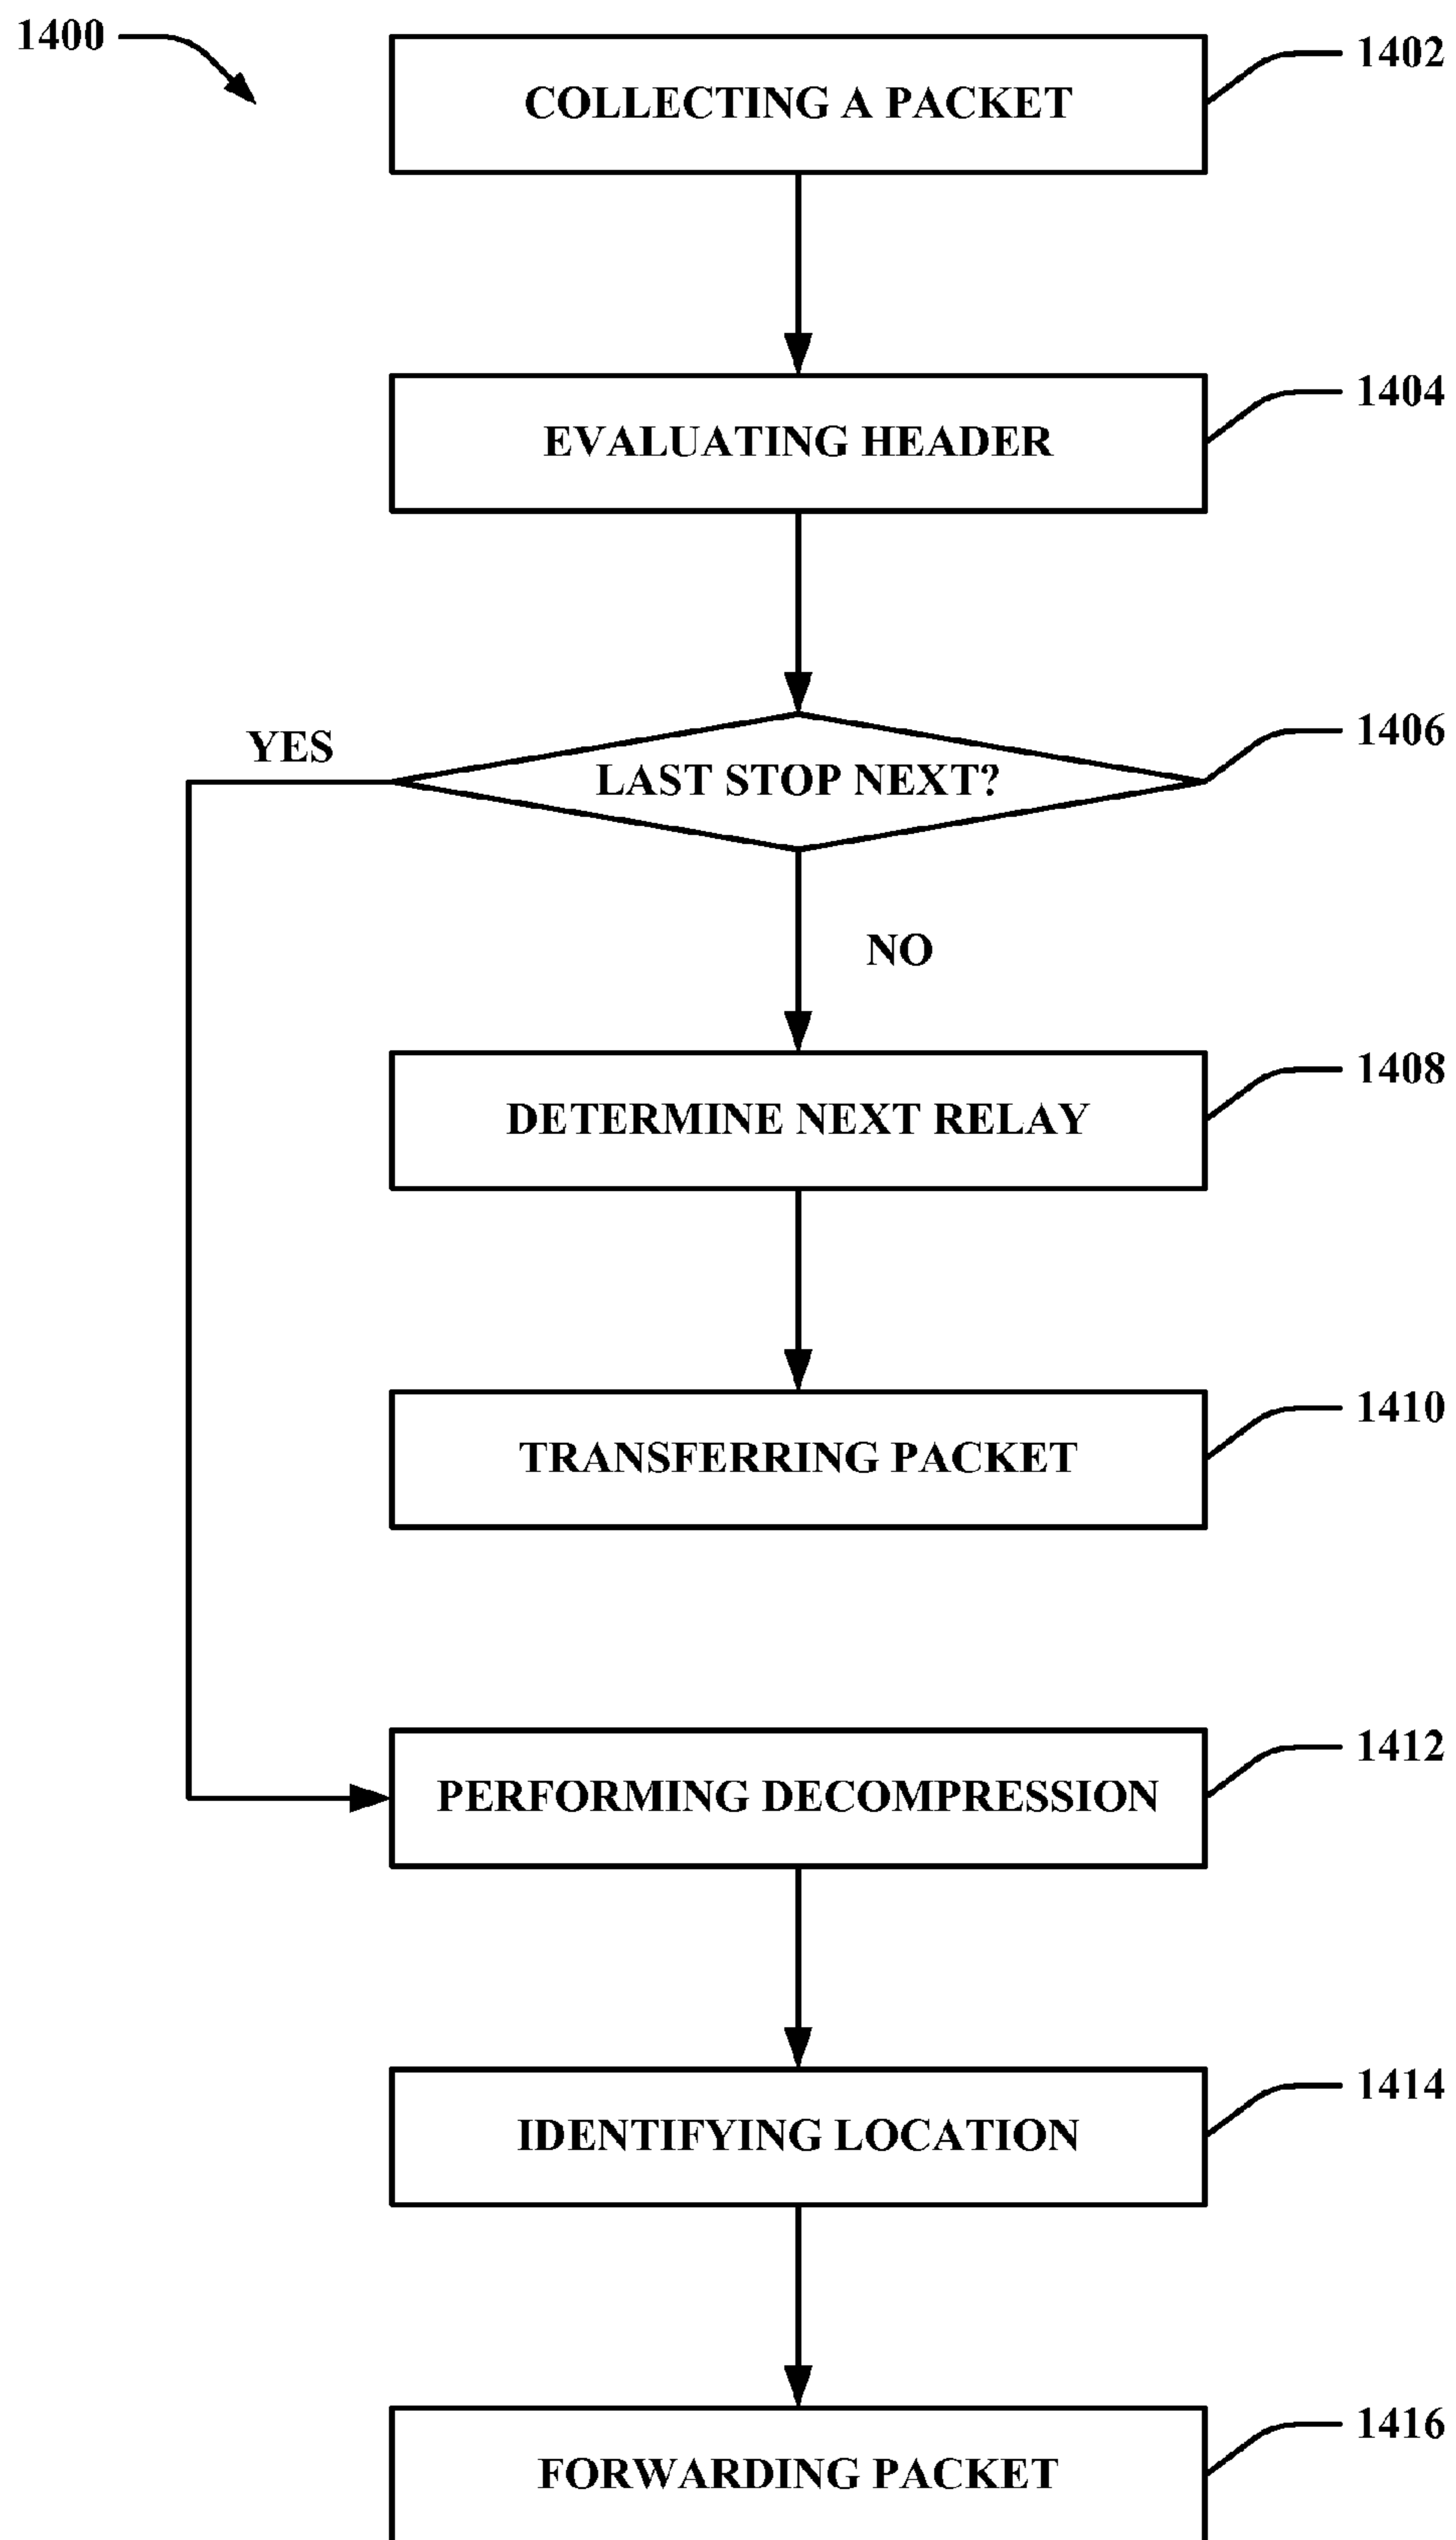 1400
1402
COLLECTING A PACKET
1404
EVALUATING HEADER
1406
YES
LAST STOP NEXT?
NO
1408
DETERMINE NEXT RELAY
1410
TRANSFERRING PACKET
1412
PERFORMING DECOMPRESSION
1414
IDENTIFYING LOCATION
1416
FORWARDING PACKET